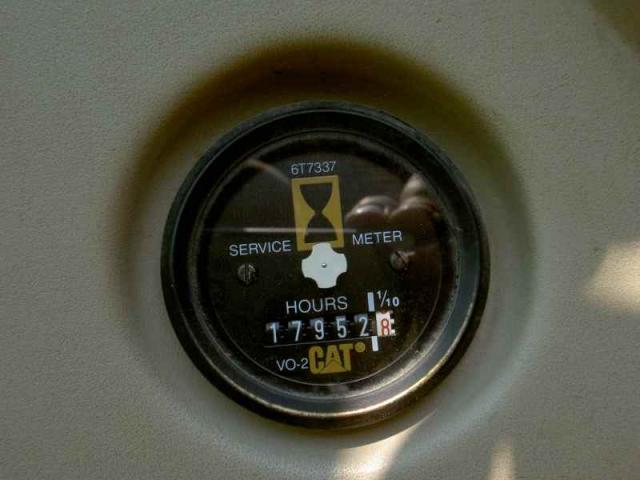 6T7337
SERVICE METER
HOURS 1/10
179528
VO-2 CAT